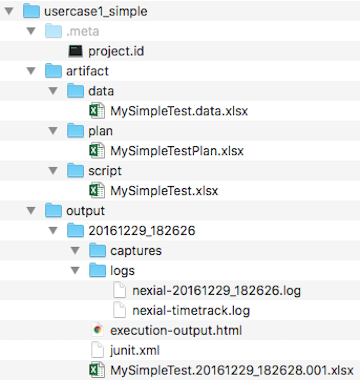 usercase1_simple
.meta
project.id
artifact
data
MySimpleTest.data.xlsx
plan
MySimpleTestPlan.xlsx
script
MySimpleTest.xlsx
output
20161229_182626
captures
logs
nexial-20161229_182626.log
nexial-timetrack.log
execution-output.html
junit.xml
MySimpleTest.20161229_182628.001.xlsx